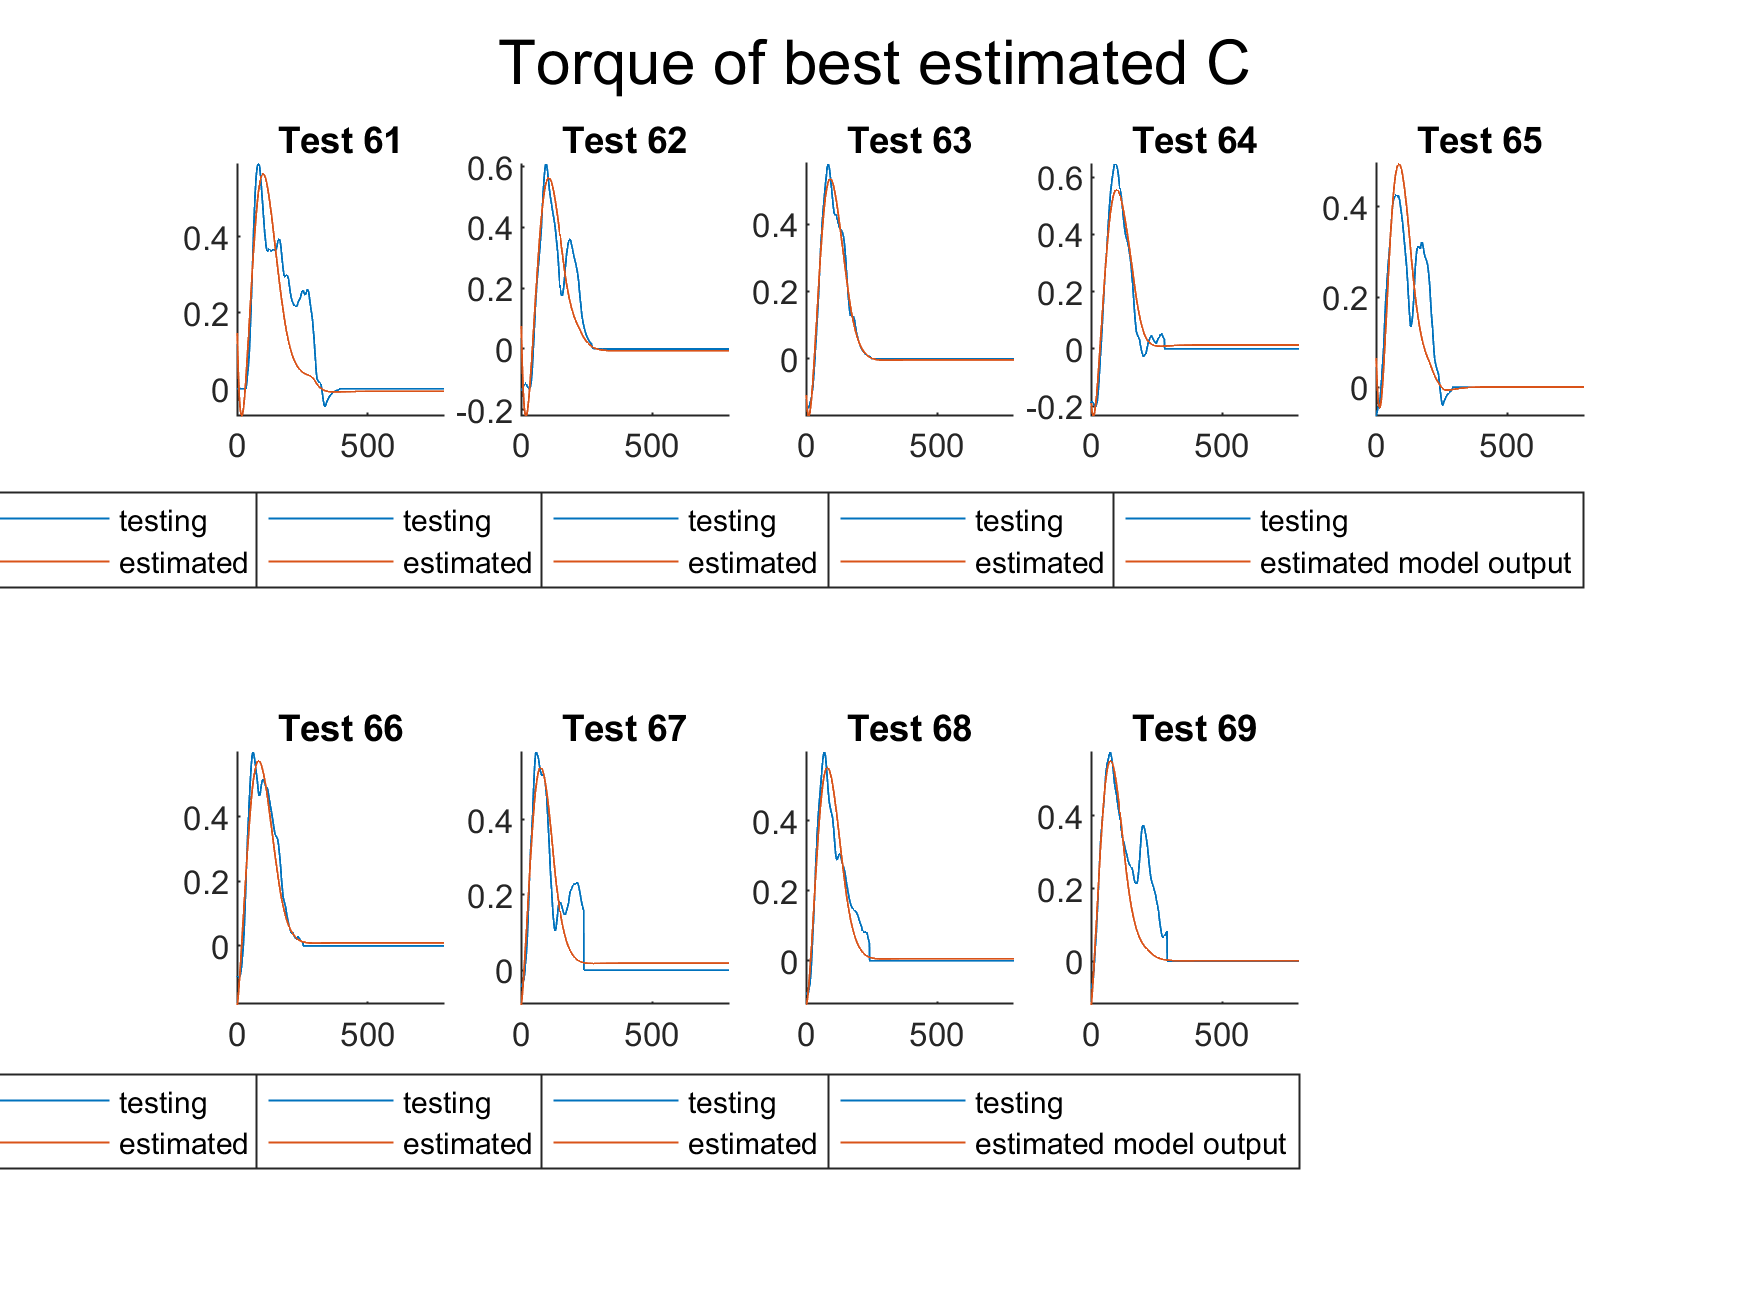 Torque of best estimated C
Test 61 Test 62 Test 63 Test 64 Test 65
0.4 0.2 0 0 500
0.6 0.4 0.2 0 -0.2 0 500
0.4 0.2 0 0 500
0.6 0.4 0.2 0 -0.2 0 500
0.4 0.2 0 0 500
testing testing testing testing testing
estimated estimated estimated estimated estimated model output
Test 66 Test 67 Test 68 Test 69
0.4 0.2 0 0 500
0.4 0.2 0 0 500
0.4 0.2 0 0 500
0.4 0.2 0 0 500
testing testing testing testing
estimated estimated estimated estimated model output